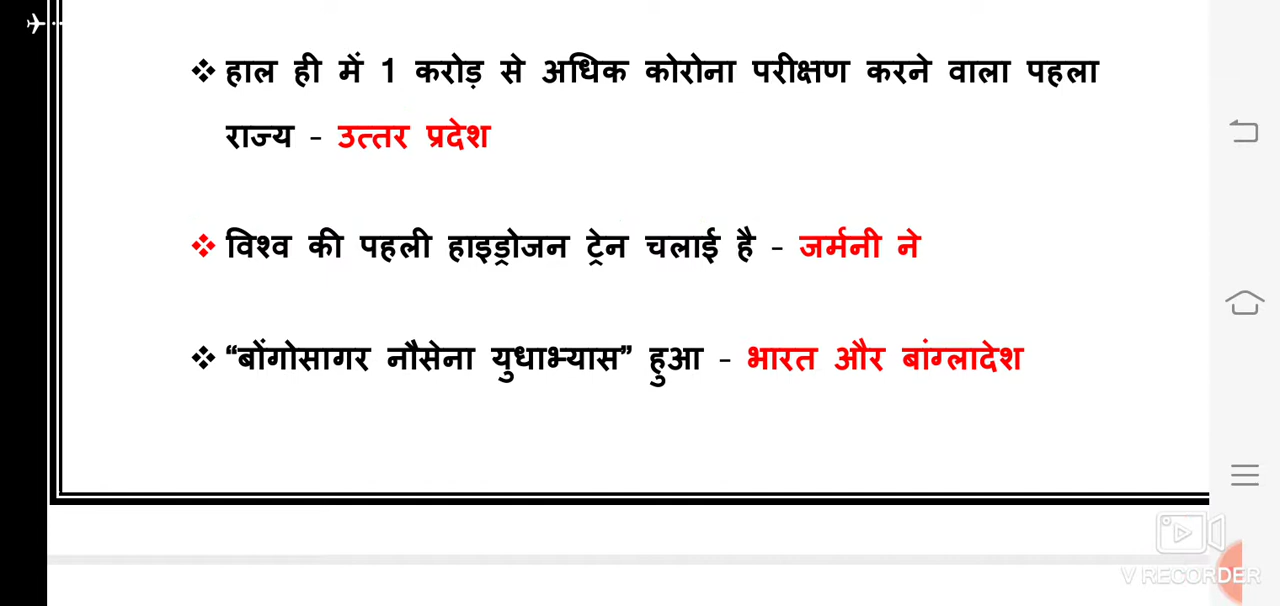 ❖ हाल ही में 1 करोड़ से अधिक कोरोना परीक्षण करने वाला पहला
राज्य - उत्तर प्रदेश
❖ विश्व की पहली हाइड्रोजन ट्रेन चलाई है - जर्मनी ने
❖ “बोंगोसागर नौसेना युधाभ्यास” हुआ - भारत और बांग्लादेश
V RECORDER